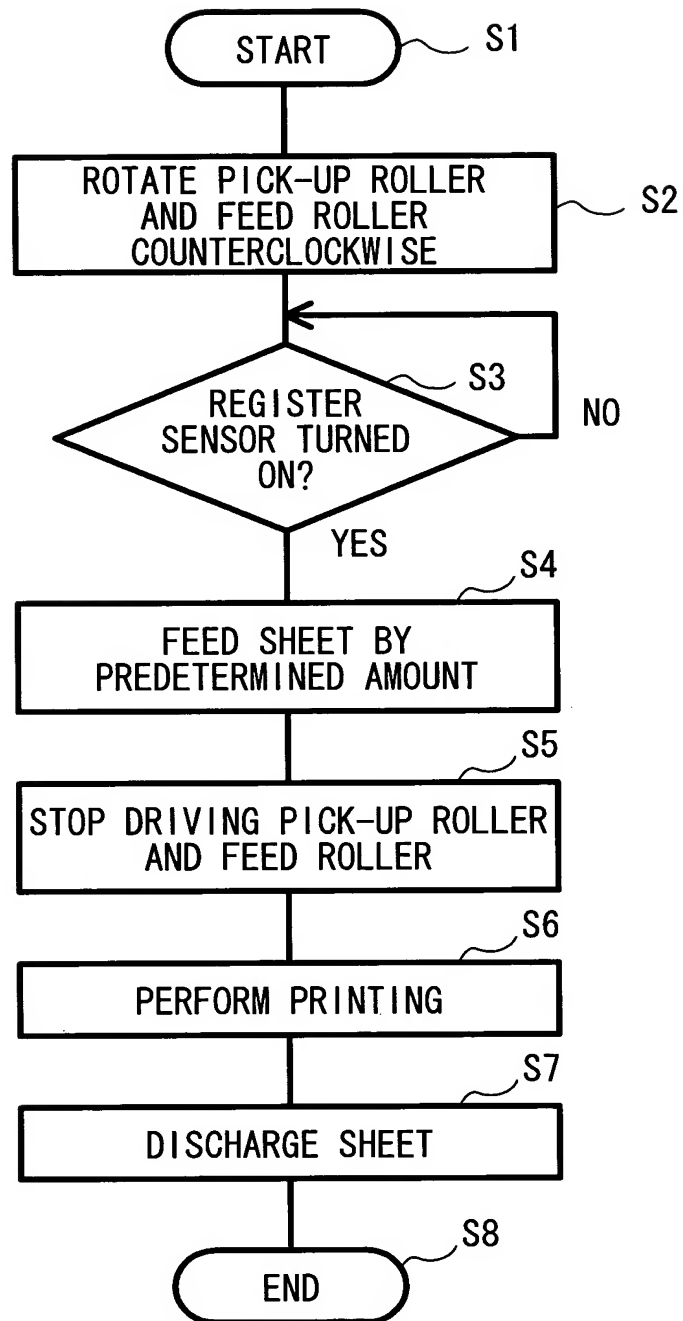 START
S1
ROTATE PICK-UP ROLLER
AND FEED ROLLER
COUNTERCLOCKWISE
S2
S3
REGISTER
SENSOR TURNED
ON?
NO
YES
S4
FEED SHEET BY
PREDETERMINED AMOUNT
S5
STOP DRIVING PICK-UP ROLLER
AND FEED ROLLER
S6
PERFORM PRINTING
S7
DISCHARGE SHEET
S8
END